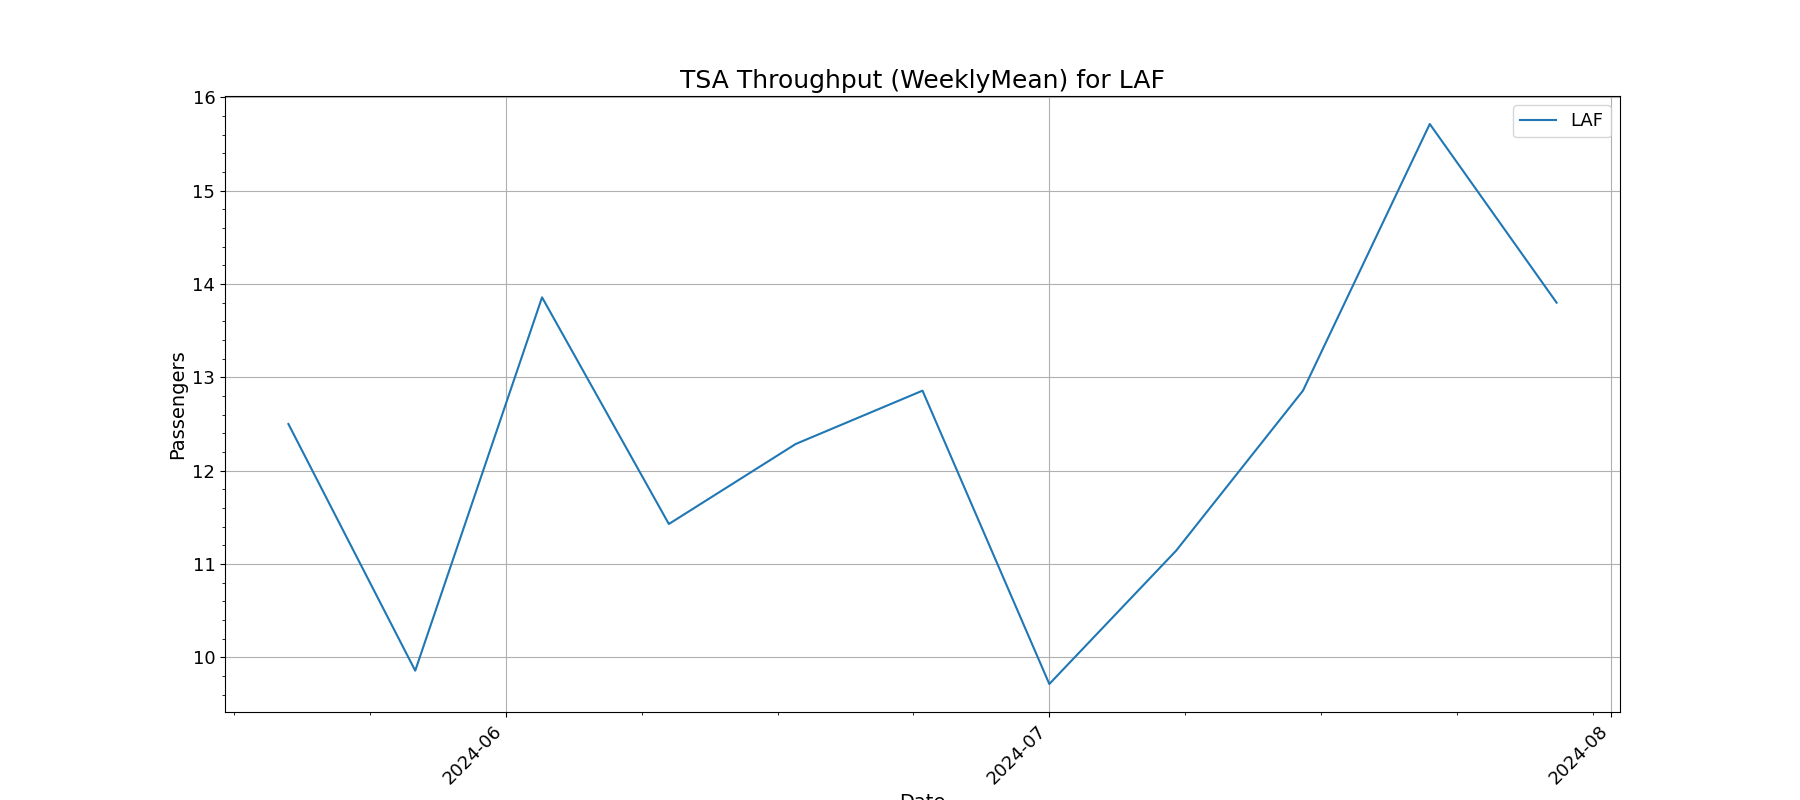 TSA Throughput (WeeklyMean) for LAF
LAF
16
15
14
13
12
11
10
Passengers
2024-06
2024-07
2024-08
Date